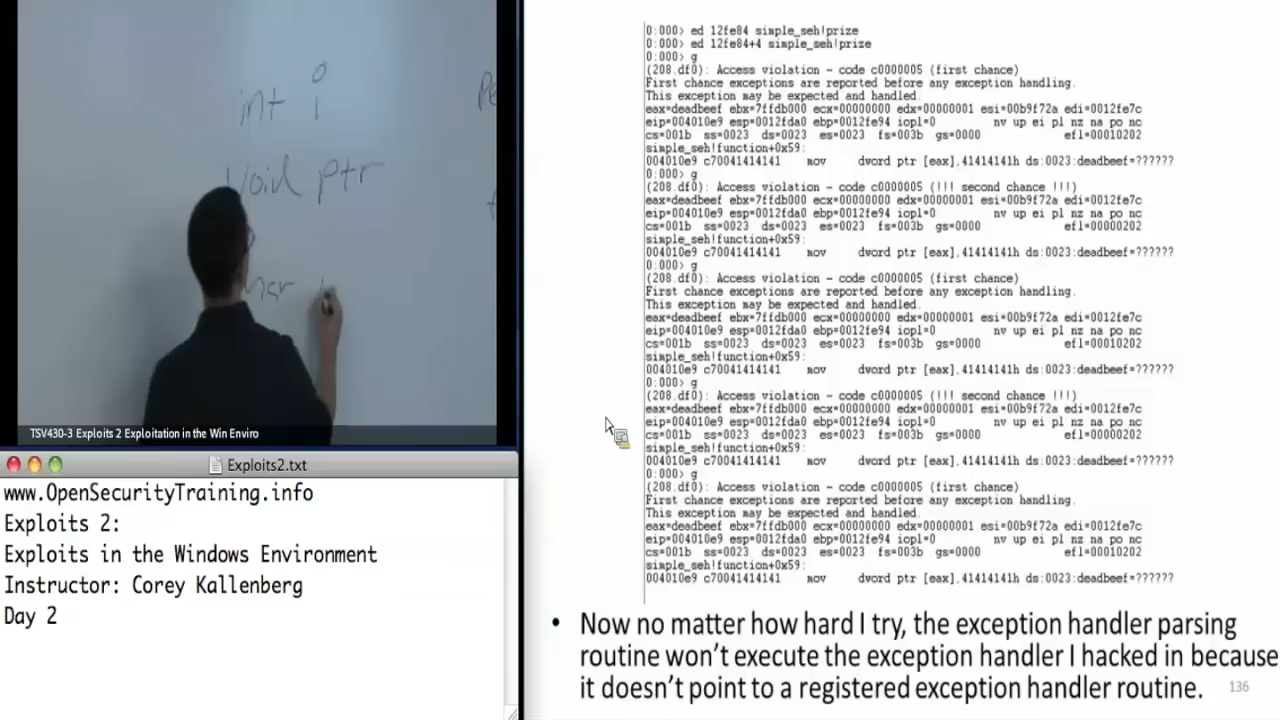 int i
void ptr
TSV430-3 Exploits 2 Exploitation in the Win Enviro
Exploits2.txt
www.OpenSecurityTraining.info
Exploits 2:
Exploits in the Windows Environment
Instructor: Corey Kallenberg
Day 2
0:000> ed 12fe84 simple_seh!prize
0:000> ed 12fe84+4 simple_seh!prize
0:000> g
(208.df0): Access violation - code c0000005 (first chance)
First chance exceptions are reported before any exception handling.
This exception may be expected and handled.
eax=deadbeef ebx=7ffdb000 ecx=00000000 edx=00000001 esi=00b9f72a edi=0012fe7c
eip=004010e9 esp=0012fda0 ebp=0012fe94 iopl=0 nv up ei pl nz na po nc
cs=001b ss=0023 ds=0023 es=0023 fs=003b gs=0000 efl=00010202
simple_seh!function+0x59:
004010e9 c70041414141 mov dword ptr [eax],41414141h ds:0023:deadbeef=??????
0:000> g
(208.df0): Access violation - code c0000005 (!!! second chance !!!)
eax=deadbeef ebx=7ffdb000 ecx=00000000 edx=00000001 esi=00b9f72a edi=0012fe7c
eip=004010e9 esp=0012fda0 ebp=0012fe94 iopl=0 nv up ei pl nz na po nc
cs=001b ss=0023 ds=0023 es=0023 fs=003b gs=0000 efl=00000202
simple_seh!function+0x59:
004010e9 c70041414141 mov dword ptr [eax],41414141h ds:0023:deadbeef=??????
0:000> g
(208.df0): Access violation - code c0000005 (first chance)
First chance exceptions are reported before any exception handling.
This exception may be expected and handled.
eax=deadbeef ebx=7ffdb000 ecx=00000000 edx=00000001 esi=00b9f72a edi=0012fe7c
eip=004010e9 esp=0012fda0 ebp=0012fe94 iopl=0 nv up ei pl nz na po nc
cs=001b ss=0023 ds=0023 es=0023 fs=003b gs=0000 efl=00010202
simple_seh!function+0x59:
004010e9 c70041414141 mov dword ptr [eax],41414141h ds:0023:deadbeef=??????
0:000> g
(208.df0): Access violation - code c0000005 (!!! second chance !!!)
eax=deadbeef ebx=7ffdb000 ecx=00000000 edx=00000001 esi=00b9f72a edi=0012fe7c
eip=004010e9 esp=0012fda0 ebp=0012fe94 iopl=0 nv up ei pl nz na po nc
cs=001b ss=0023 ds=0023 es=0023 fs=003b gs=0000 efl=00000202
simple_seh!function+0x59:
004010e9 c70041414141 mov dword ptr [eax],41414141h ds:0023:deadbeef=??????
0:000> g
(208.df0): Access violation - code c0000005 (first chance)
First chance exceptions are reported before any exception handling.
This exception may be expected and handled.
eax=deadbeef ebx=7ffdb000 ecx=00000000 edx=00000001 esi=00b9f72a edi=0012fe7c
eip=004010e9 esp=0012fda0 ebp=0012fe94 iopl=0 nv up ei pl nz na po nc
cs=001b ss=0023 ds=0023 es=0023 fs=003b gs=0000 efl=00010202
simple_seh!function+0x59:
004010e9 c70041414141 mov dword ptr [eax],41414141h ds:0023:deadbeef=??????
• Now no matter how hard I try, the exception handler parsing
routine won't execute the exception handler I hacked in because
it doesn't point to a registered exception handler routine.
136